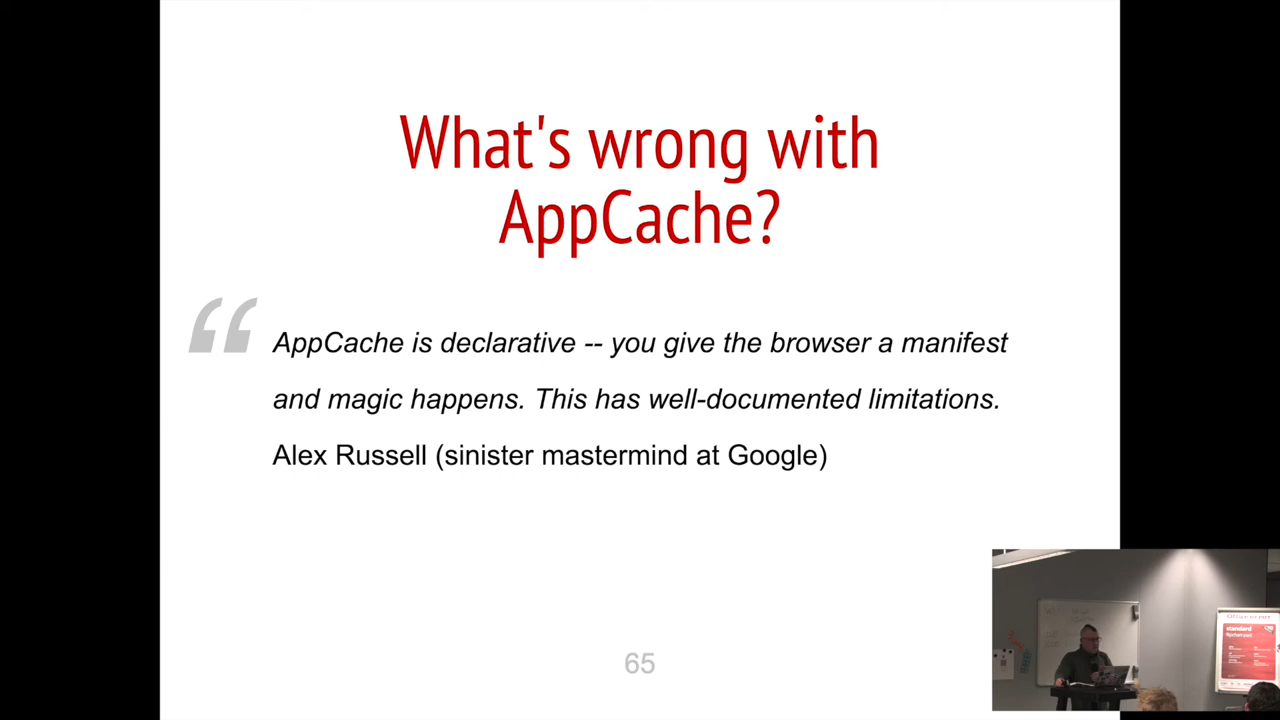 What's wrong with
AppCache?
“
AppCache is declarative -- you give the browser a manifest
and magic happens. This has well-documented limitations.
Alex Russell (sinister mastermind at Google)
65
standard